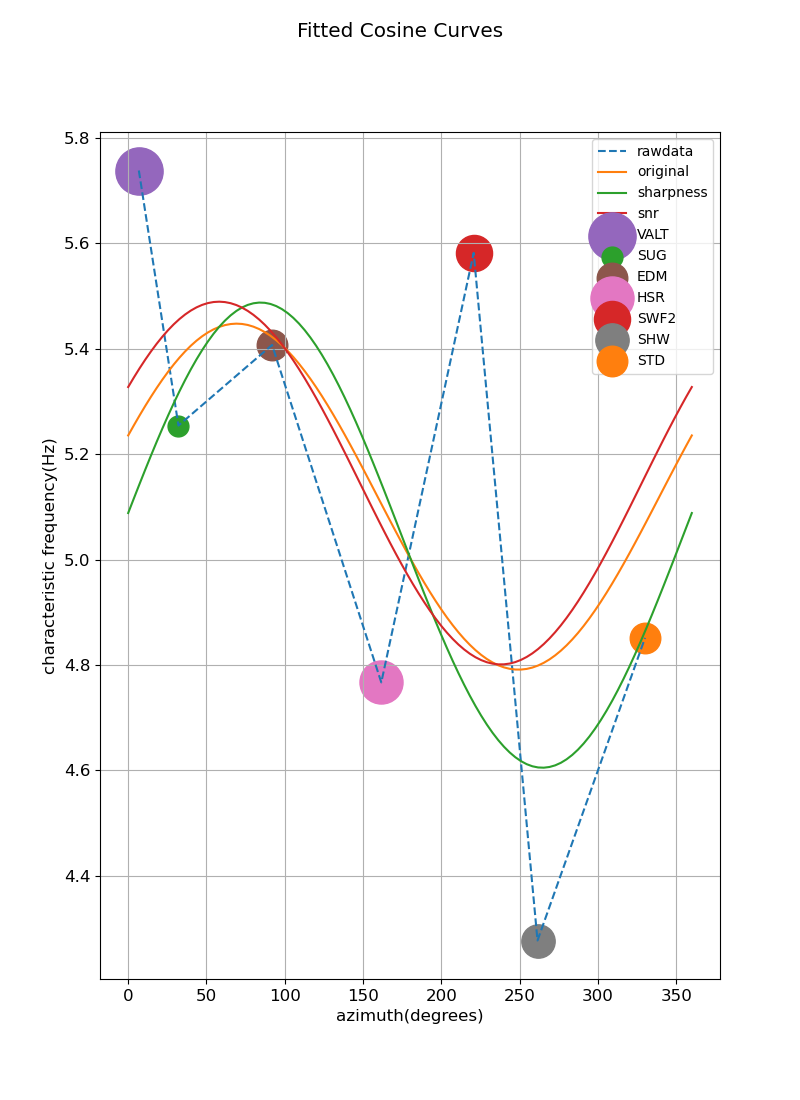 Fitted Cosine Curves
5.8
5.6
5.4
5.2
5.0
4.8
4.6
4.4
characteristic frequency(Hz)
rawdata
original
sharpness
snr
VALT
SUG
EDM
HSR
SWF2
SHW
STD
0 50 100 150 200 250 300 350
azimuth(degrees)